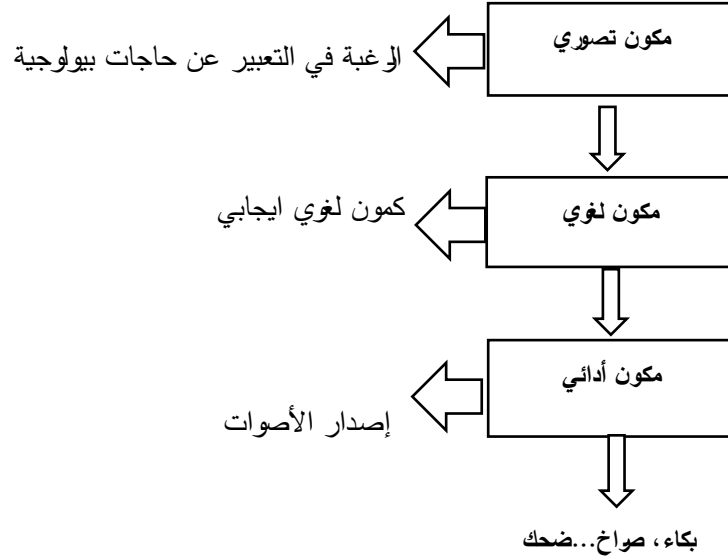 مكون تصوري
الرغبة في التعبير عن حاجات بيولوجية
مكون لغوي
كمون لغوي ايجابي
مكون أدائي
إصدار الأصوات
بكاء، صراخ...ضحك